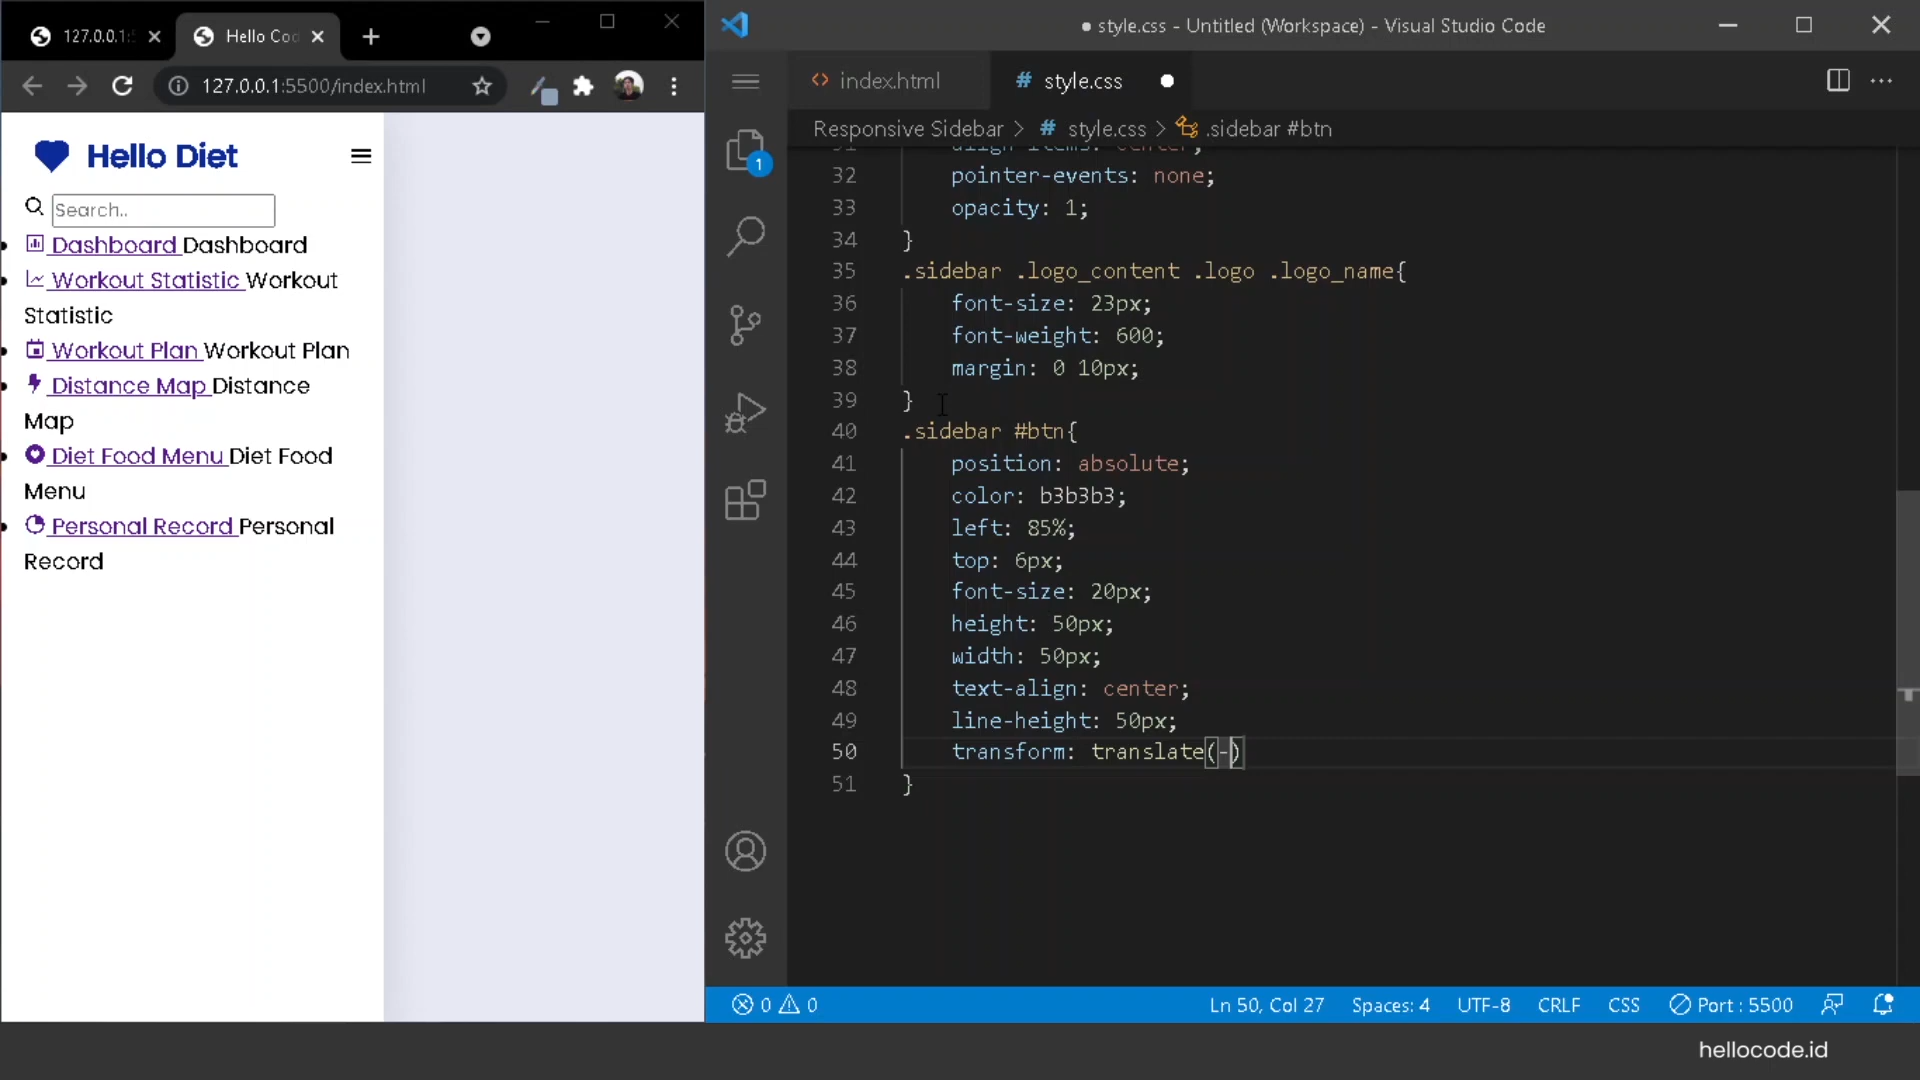 127.0.0.1:5
Hello Coo
127.0.0.1:5500/index.html
Hello Diet
Search..
Dashboard Dashboard
Workout Statistic Workout
Statistic
Workout Plan Workout Plan
Distance Map Distance
Map
Diet Food Menu Diet Food
Menu
Personal Record Personal
Record
● style.css - Untitled (Workspace) - Visual Studio Code
<> index.html
# style.css ●
Responsive Sidebar > # style.css > .sidebar #btn
1
31 align-items: center;
32 pointer-events: none;
33 opacity: 1;
34 }
35 .sidebar .logo_content .logo .logo_name{
36 font-size: 23px;
37 font-weight: 600;
38 margin: 0 10px;
39 }
40 .sidebar #btn{
41 position: absolute;
42 color: b3b3b3;
43 left: 85%;
44 top: 6px;
45 font-size: 20px;
46 height: 50px;
47 width: 50px;
48 text-align: center;
49 line-height: 50px;
50 transform: translate(-)
51 }
0 0
Ln 50, Col 27 Spaces: 4 UTF-8 CRLF CSS Port : 5500
hellocode.id